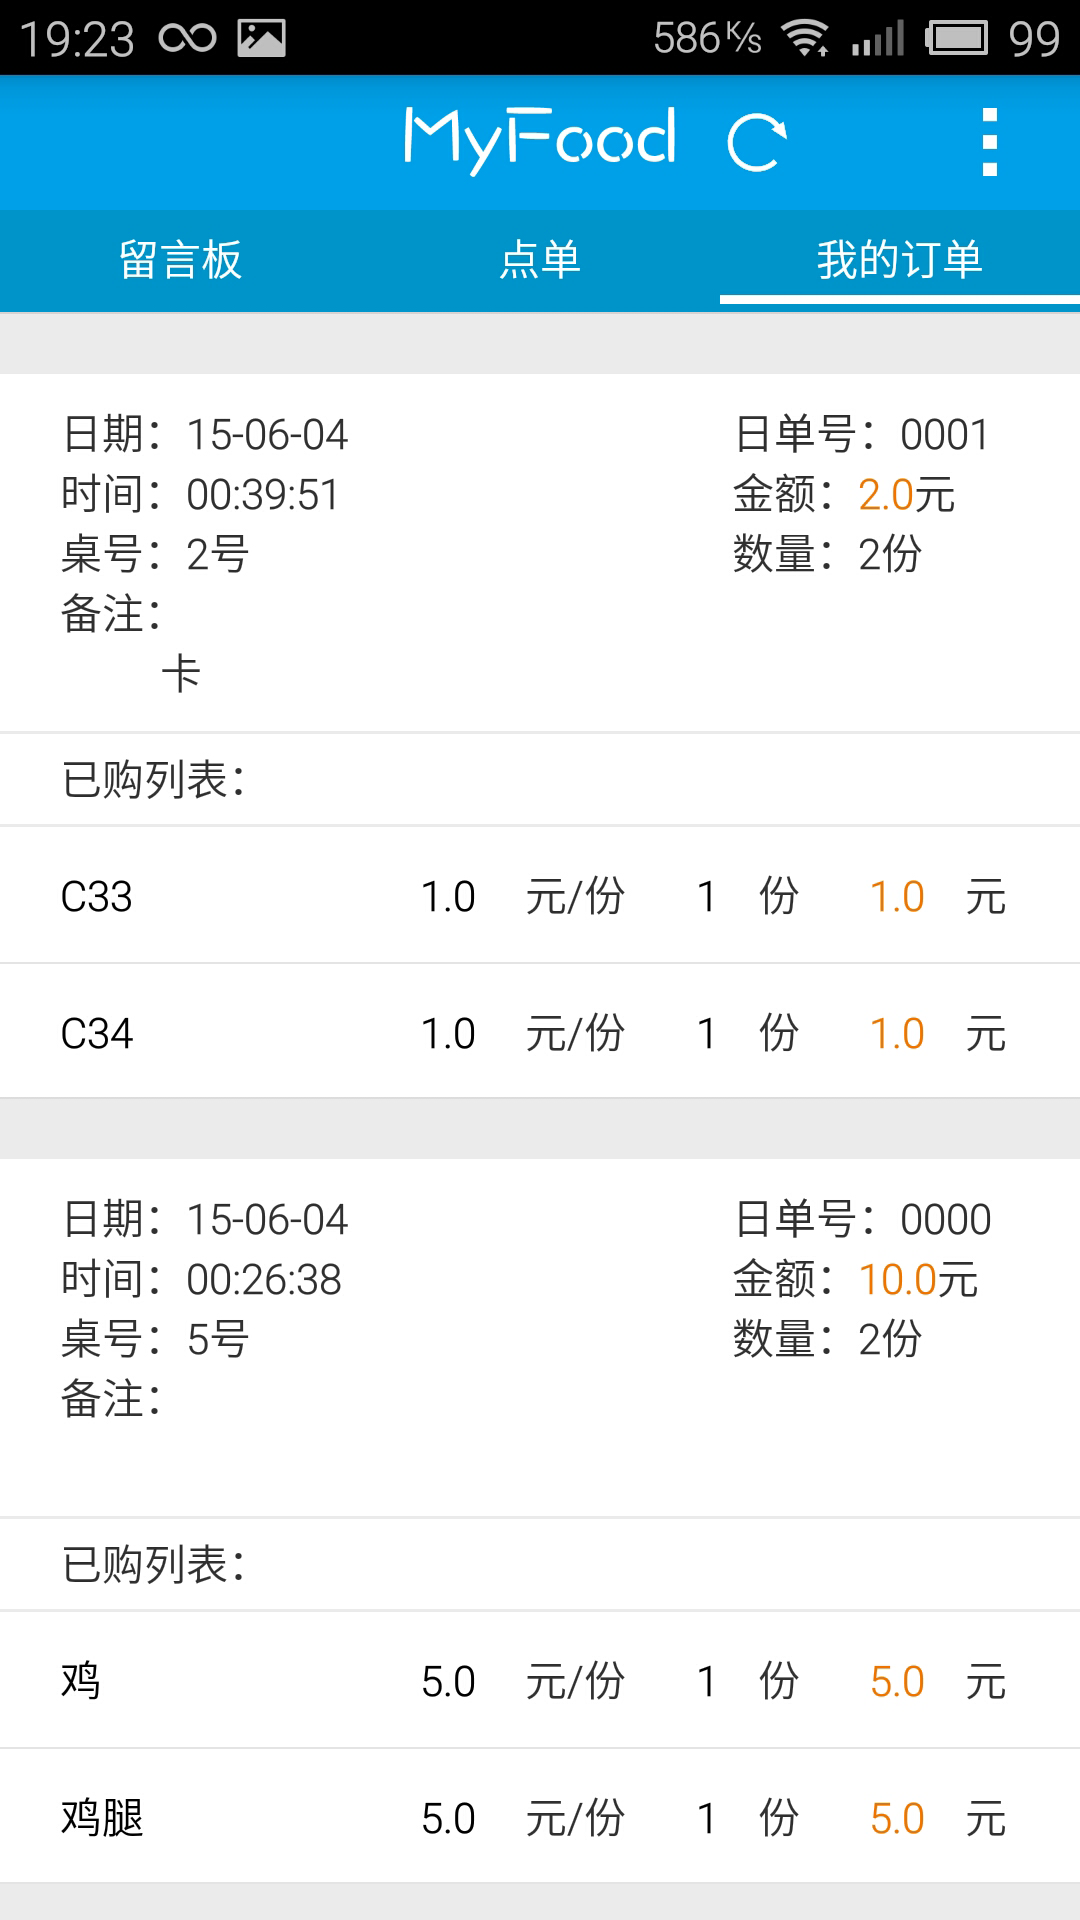 19:23 586 K/s 99
MyFood
留言板 点单 我的订单
日期：15-06-04 日单号：0001
时间：00:39:51 金额：2.0元
桌号：2号 数量：2份
备注：
卡
已购列表：
C33 1.0 元/份 1 份 1.0 元
C34 1.0 元/份 1 份 1.0 元
日期：15-06-04 日单号：0000
时间：00:26:38 金额：10.0元
桌号：5号 数量：2份
备注：
已购列表：
鸡 5.0 元/份 1 份 5.0 元
鸡腿 5.0 元/份 1 份 5.0 元